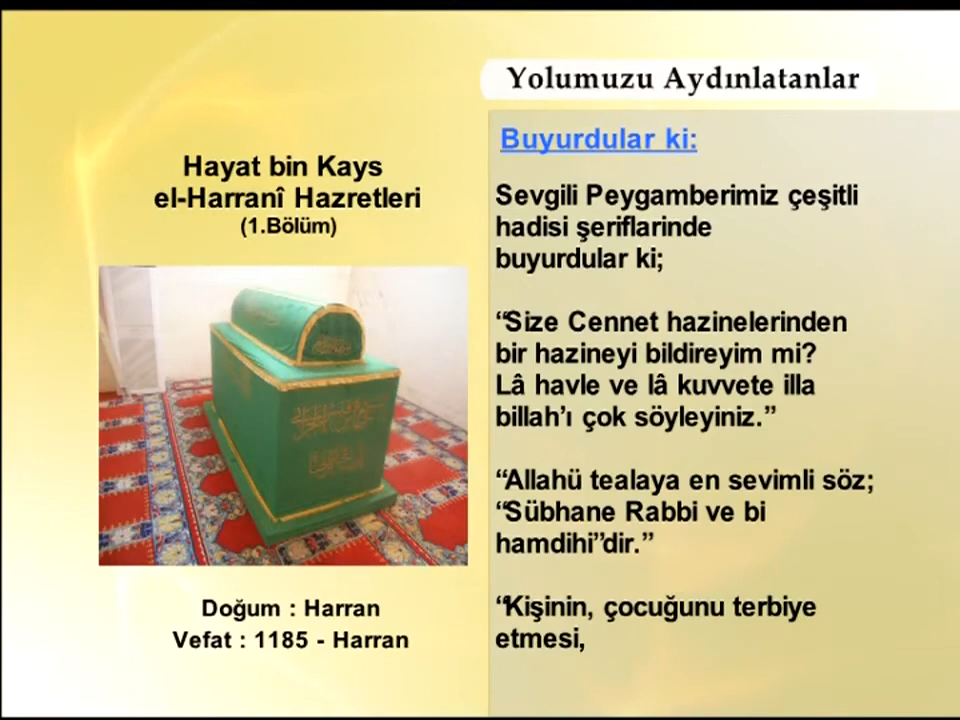 Yolumuzu Aydınlatanlar
Hayat bin Kays
el-Harranî Hazretleri
(1.Bölüm)
Doğum : Harran
Vefat : 1185 - Harran
Buyurdular ki:
Sevgili Peygamberimiz çeşitli
hadisi şeriflarinde
buyurdular ki;
“Size Cennet hazinelerinden
bir hazineyi bildireyim mi?
Lâ havle ve lâ kuvvete illa
billah’ı çok söyleyiniz.”
“Allahü tealaya en sevimli söz;
“Sübhane Rabbi ve bi
hamdihi”dir.”
“Kişinin, çocuğunu terbiye
etmesi,